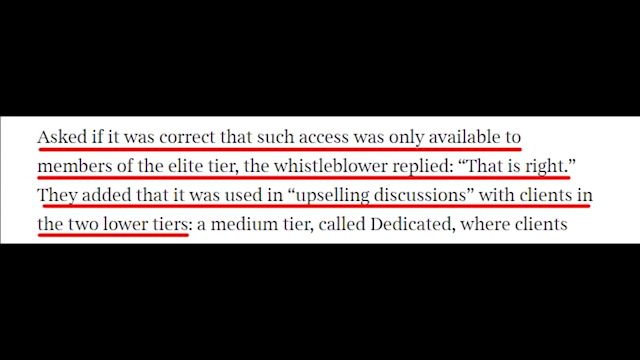 Asked if it was correct that such access was only available to
members of the elite tier, the whistleblower replied: “That is right.”
They added that it was used in “upselling discussions” with clients in
the two lower tiers: a medium tier, called Dedicated, where clients